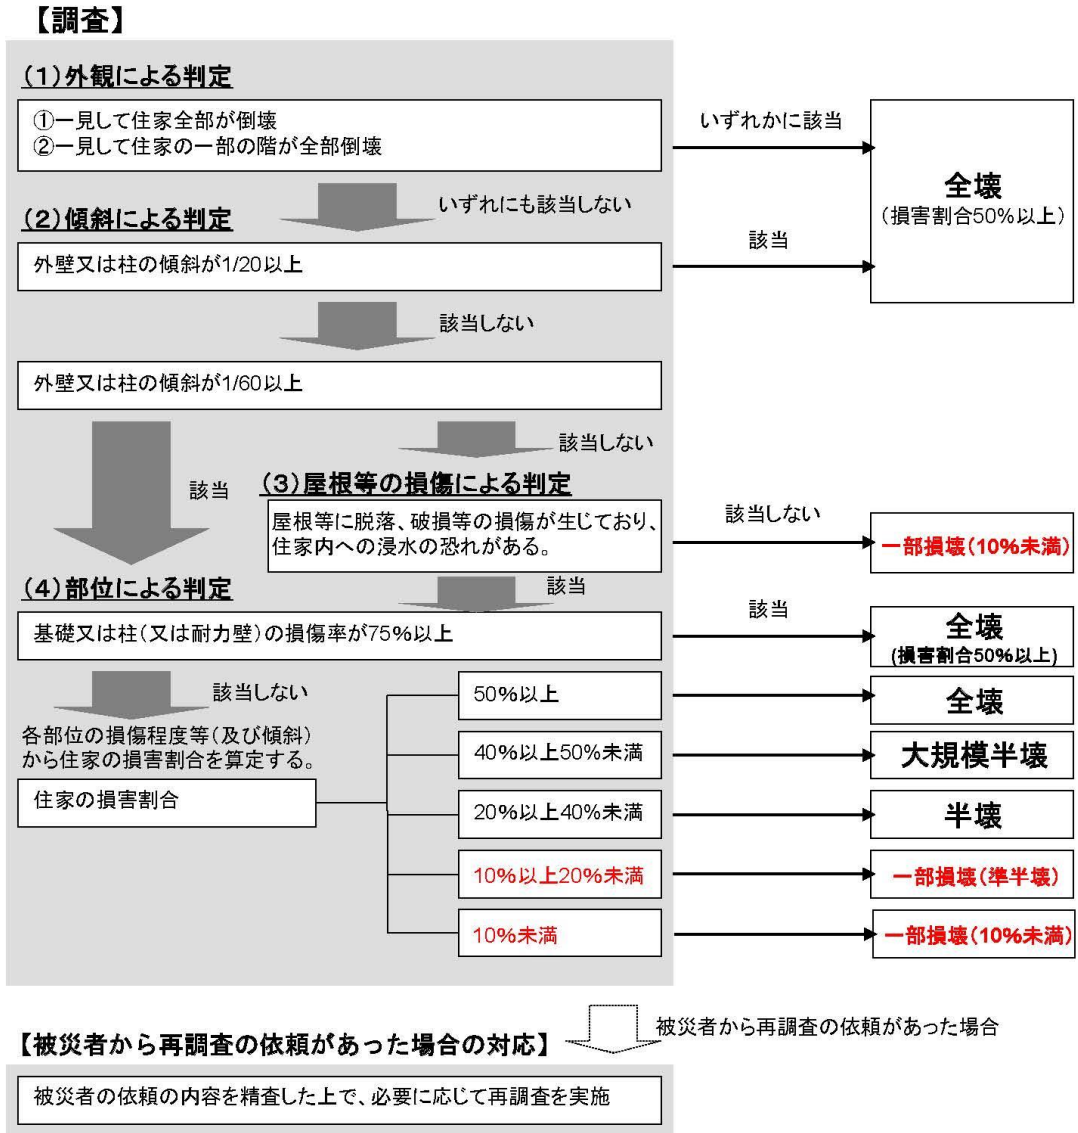 【調査】
(1)外観による判定
①一見して住家全部が倒壊
②一見して住家の一部の階が全部倒壊
いずれかに該当
全壊
(損害割合50%以上)
いずれにも該当しない
(2)傾斜による判定
外壁又は柱の傾斜が1/20以上
該当
該当しない
外壁又は柱の傾斜が1/60以上
該当しない
該当
(3)屋根等の損傷による判定
屋根等に脱落、破損等の損傷が生じており、
住家内への浸水の恐れがある。
該当しない
一部損壊(10%未満)
該当
(4)部位による判定
基礎又は柱(又は耐力壁)の損傷率が75%以上
該当
全壊
(損害割合50%以上)
該当しない
各部位の損傷程度等(及び傾斜)
から住家の損害割合を算定する。
住家の損害割合
50%以上
全壊
40%以上50%未満
大規模半壊
20%以上40%未満
半壊
10%以上20%未満
一部損壊(準半壊)
10%未満
一部損壊(10%未満)
被災者から再調査の依頼があった場合
【被災者から再調査の依頼があった場合の対応】
被災者の依頼の内容を精査した上で、必要に応じて再調査を実施